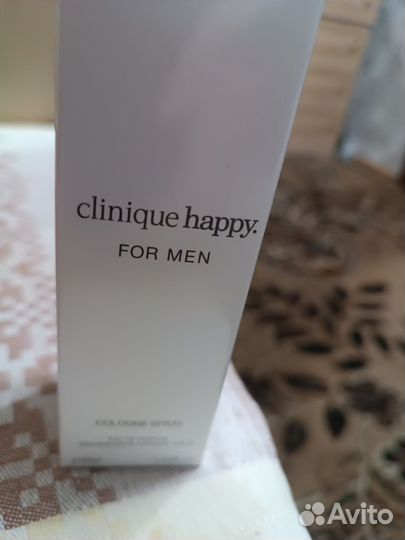 clinique happy.
FOR MEN
COLOGNE SPRAY
Avito